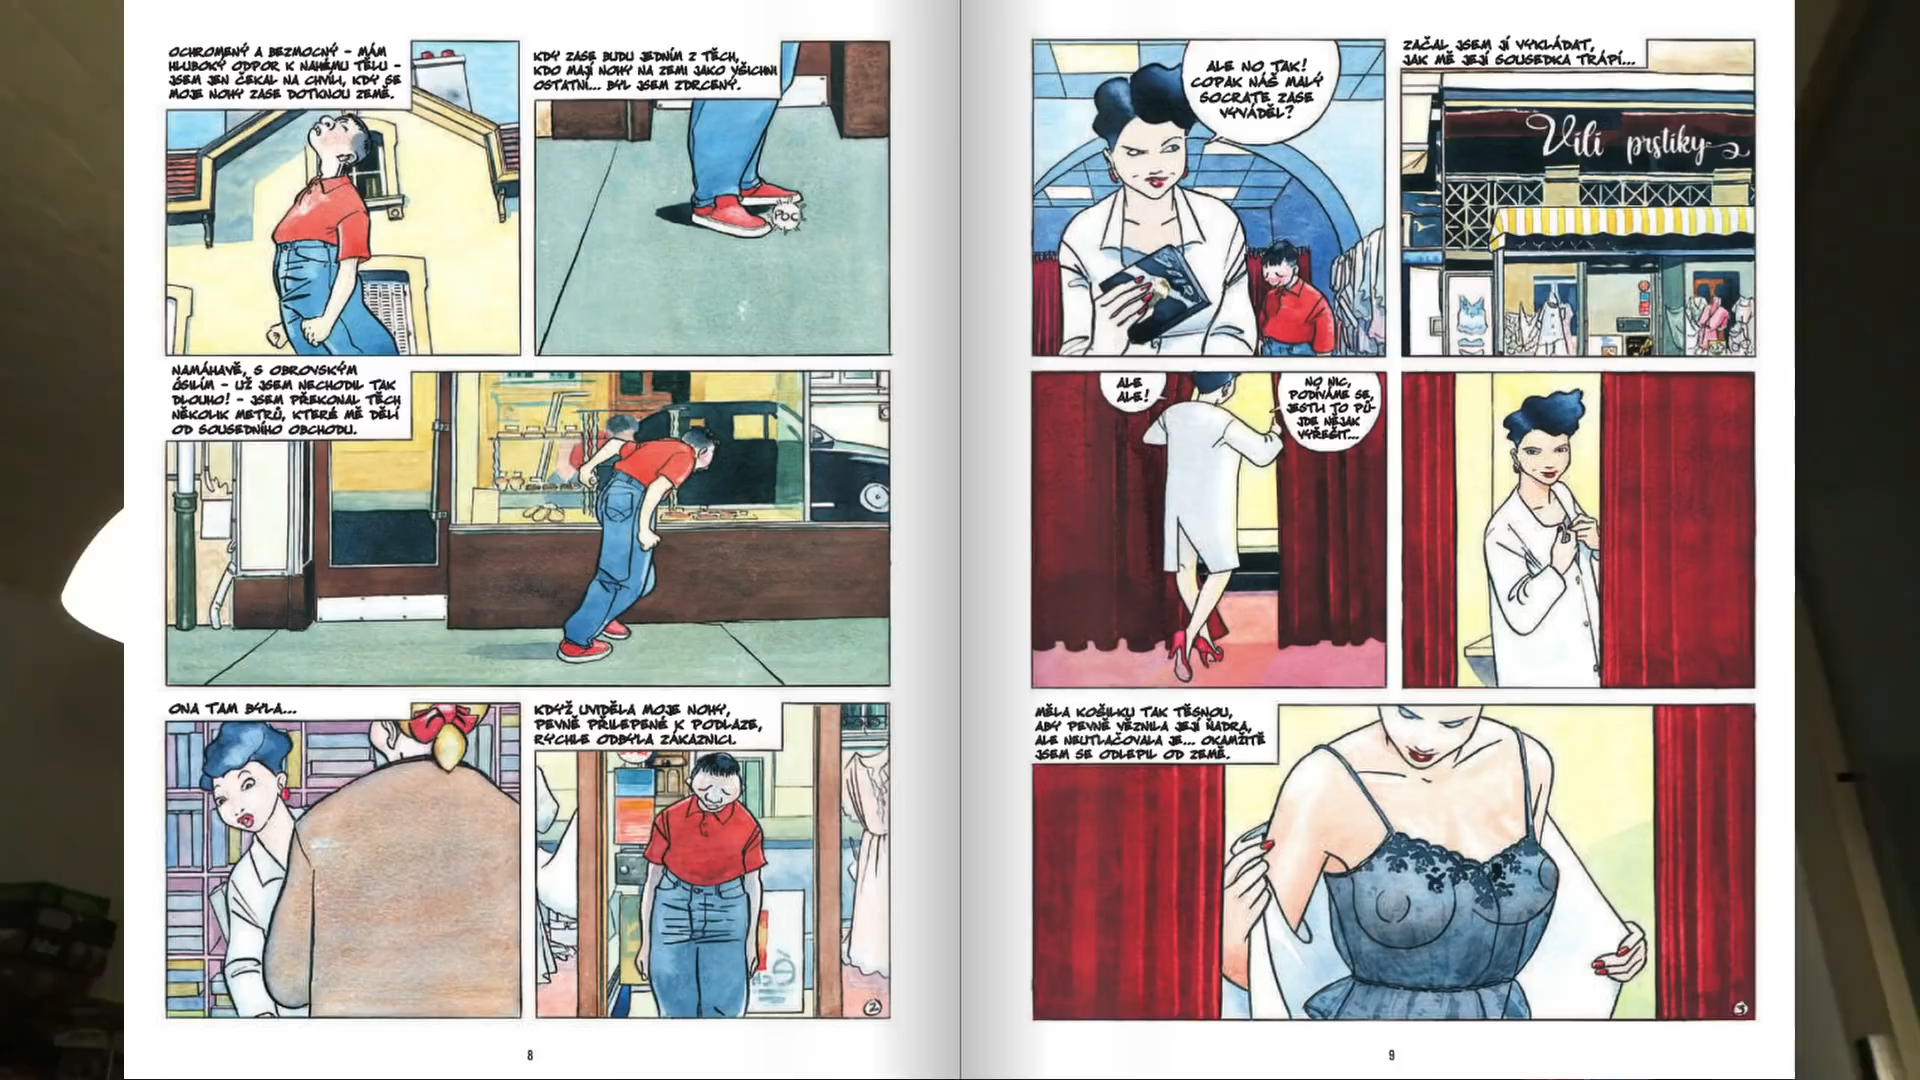 OCHROMENÝ A BEZMOCNÝ – MÁM
HLUBOKÝ ODPOR K NAHÉMU TĚLU –
JSEM JEN ČEKAL NA CHVÍLI, KDY SE
MOJE NOHY ZASE DOTKNOU ZEMĚ.
KDY ZASE BUDU JEDNÍM Z TĚCH,
KDO MAJÍ NOHY NA ZEMI JAKO VŠICHNI
OSTATNÍ... BYL JSEM ZDRCENÝ.
POC
NAMÁHAVĚ, S OBROVSKÝM
ÚSILÍM – UŽ JSEM NECHODIL TAK
DLOUHO! – JSEM PŘEKONAL TĚCH
NĚKOLIK METRŮ, KTERÉ MĚ DĚLÍ
OD SOUSEDNÍHO OBCHODU.
ONA TAM BYLA...
KDYŽ UVIDĚLA MOJE NOHY,
PEVNĚ PŘILEPENÉ K PODLAZE,
RYCHLE ODBYLA ZÁKAZNICI.
2
8
ALE NO TAK!
COPAK NÁŠ MALÝ
SOCRATE ZASE
VYVÁDĚL?
ZAČAL JSEM JÍ VYKLÁDAT,
JAK MĚ JEJÍ SOUSEDKA TRÁPÍ...
Vílí prstíky
ALE
ALE!
NO NIC,
PODÍVÁME SE,
JESTLI TO PŮ-
JDE NĚJAK
VYŘEŠIT...
MĚLA KOŠILKU TAK TĚSNOU,
ABY PEVNĚ VĚZNILA JEJÍ ŇADRA,
ALE NEUTLAČOVALA JE... OKAMŽITĚ
JSEM SE ODLEPIL OD ZEMĚ.
3
9